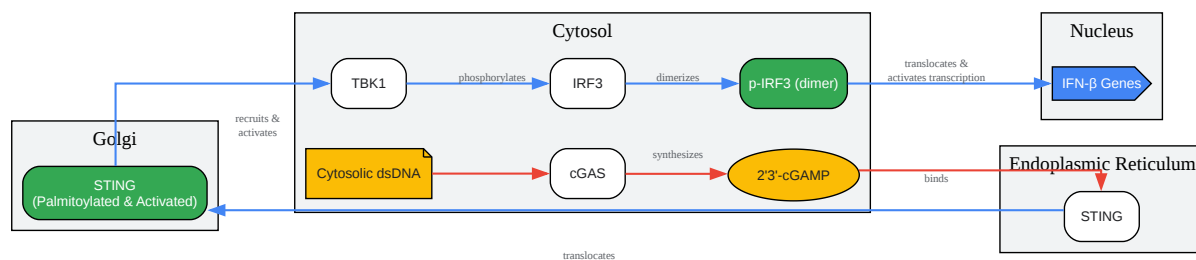 Cytosol
Nucleus
TBK1
phosphorylates
IRF3
dimerizes
p-IRF3 (dimer)
translocates &
activates transcription
IFN-β Genes
recruits &
activates
Golgi
STING
(Palmitoylated & Activated)
Cytosolic dsDNA
cGAS
synthesizes
2'3'-cGAMP
binds
Endoplasmic Reticulum
STING
translocates